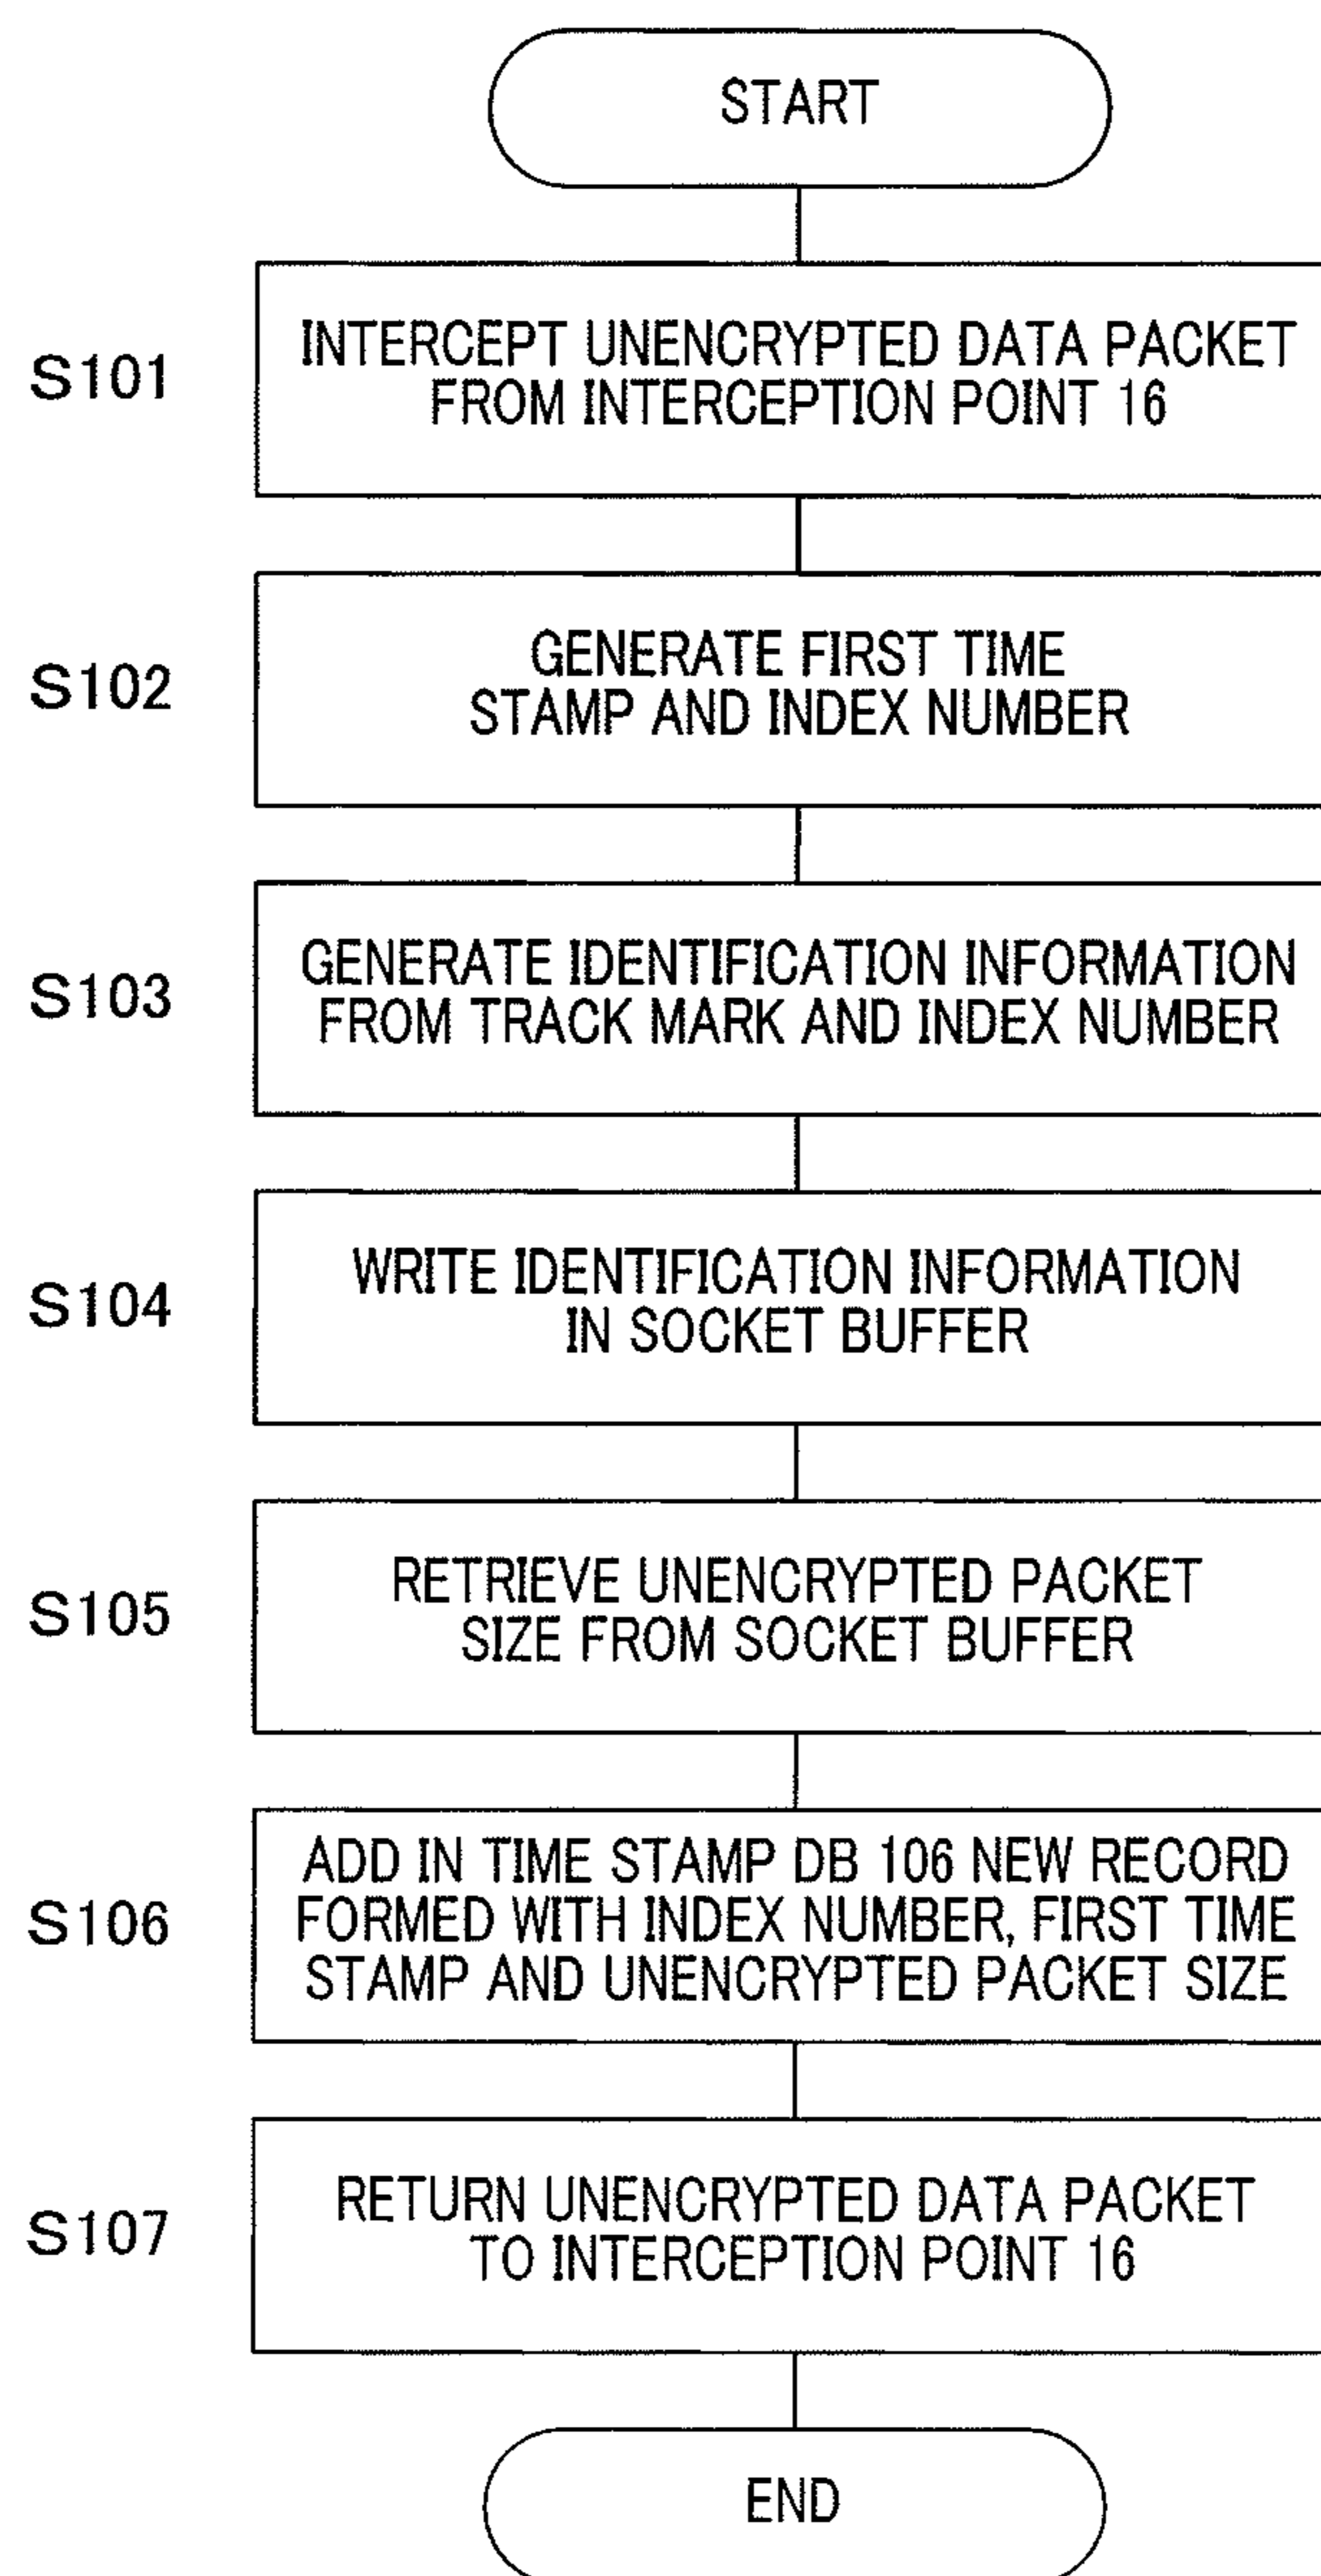 START
S101
INTERCEPT UNENCRYPTED DATA PACKET
FROM INTERCEPTION POINT 16
S102
GENERATE FIRST TIME
STAMP AND INDEX NUMBER
S103
GENERATE IDENTIFICATION INFORMATION
FROM TRACK MARK AND INDEX NUMBER
S104
WRITE IDENTIFICATION INFORMATION
IN SOCKET BUFFER
S105
RETRIEVE UNENCRYPTED PACKET
SIZE FROM SOCKET BUFFER
S106
ADD IN TIME STAMP DB 106 NEW RECORD
FORMED WITH INDEX NUMBER, FIRST TIME
STAMP AND UNENCRYPTED PACKET SIZE
S107
RETURN UNENCRYPTED DATA PACKET
TO INTERCEPTION POINT 16
END